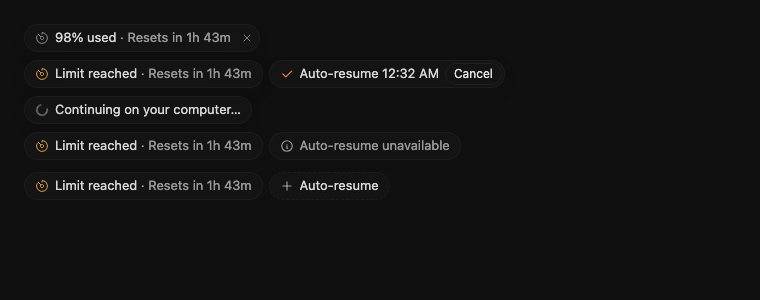 98% used · Resets in 1h 43m
Limit reached · Resets in 1h 43m Auto-resume 12:32 AM Cancel
Continuing on your computer...
Limit reached · Resets in 1h 43m Auto-resume unavailable
Limit reached · Resets in 1h 43m Auto-resume